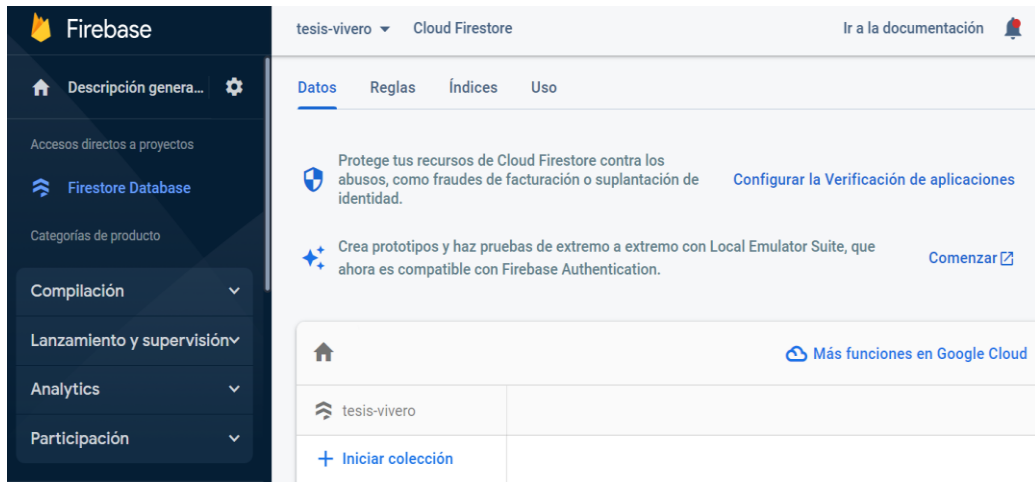 Firebase
Descripción genera...
Accesos directos a proyectos
Firestore Database
Categorías de producto
Compilación
Lanzamiento y supervisión
Analytics
Participación
tesis-vivero
Cloud Firestore
Ir a la documentación
Datos
Reglas
Índices
Uso
Protege tus recursos de Cloud Firestore contra los
abusos, como fraudes de facturación o suplantación de
identidad.
Configurar la Verificación de aplicaciones
Crea prototipos y haz pruebas de extremo a extremo con Local Emulator Suite, que
ahora es compatible con Firebase Authentication.
Comenzar
Más funciones en Google Cloud
tesis-vivero
+ Iniciar colección